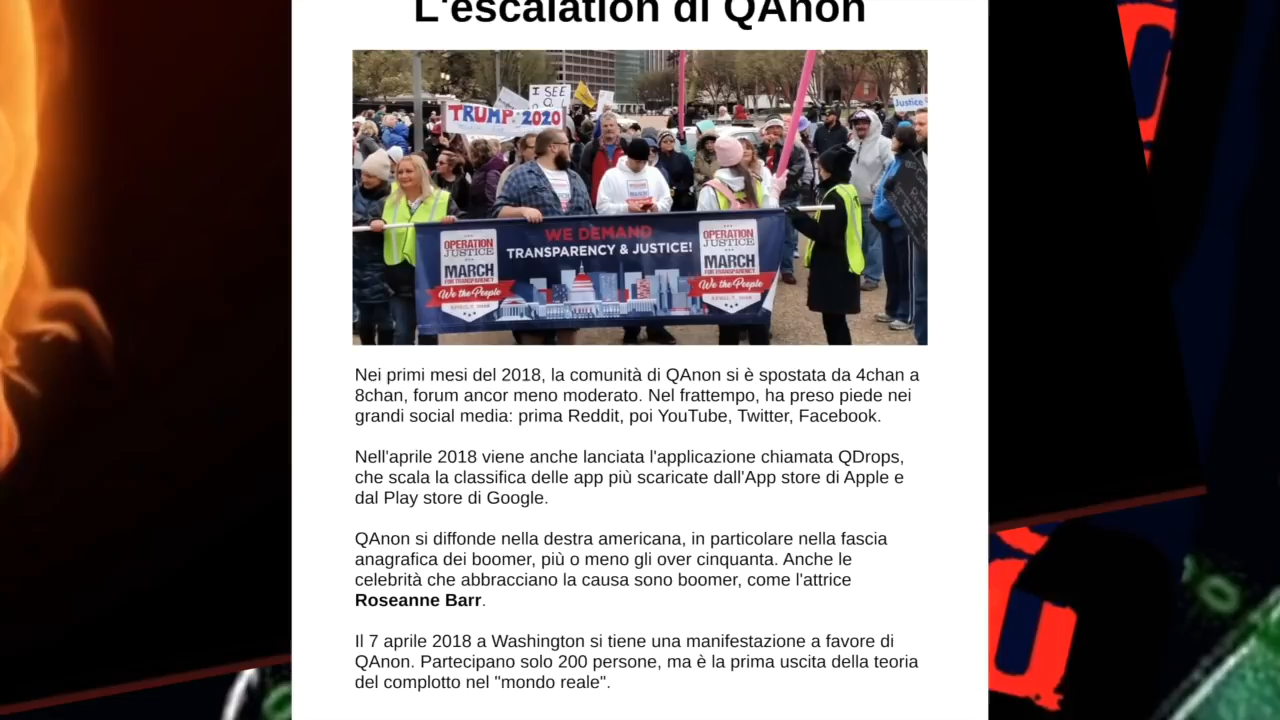 L'escalation di QAnon
I SEE
Q!
TRUMP 2020
Justice
WE DEMAND
TRANSPARENCY & JUSTICE!
OPERATION
JUSTICE
MARCH
FOR TRANSPARENCY
We the People
APRIL 7, 2018
OPERATION
JUSTICE
MARCH
FOR TRANSPARENCY
We the People
APRIL 7, 2018
Nei primi mesi del 2018, la comunità di QAnon si è spostata da 4chan a
8chan, forum ancor meno moderato. Nel frattempo, ha preso piede nei
grandi social media: prima Reddit, poi YouTube, Twitter, Facebook.
Nell'aprile 2018 viene anche lanciata l'applicazione chiamata QDrops,
che scala la classifica delle app più scaricate dall'App store di Apple e
dal Play store di Google.
QAnon si diffonde nella destra americana, in particolare nella fascia
anagrafica dei boomer, più o meno gli over cinquanta. Anche le
celebrità che abbracciano la causa sono boomer, come l'attrice
Roseanne Barr.
Il 7 aprile 2018 a Washington si tiene una manifestazione a favore di
QAnon. Partecipano solo 200 persone, ma è la prima uscita della teoria
del complotto nel "mondo reale".